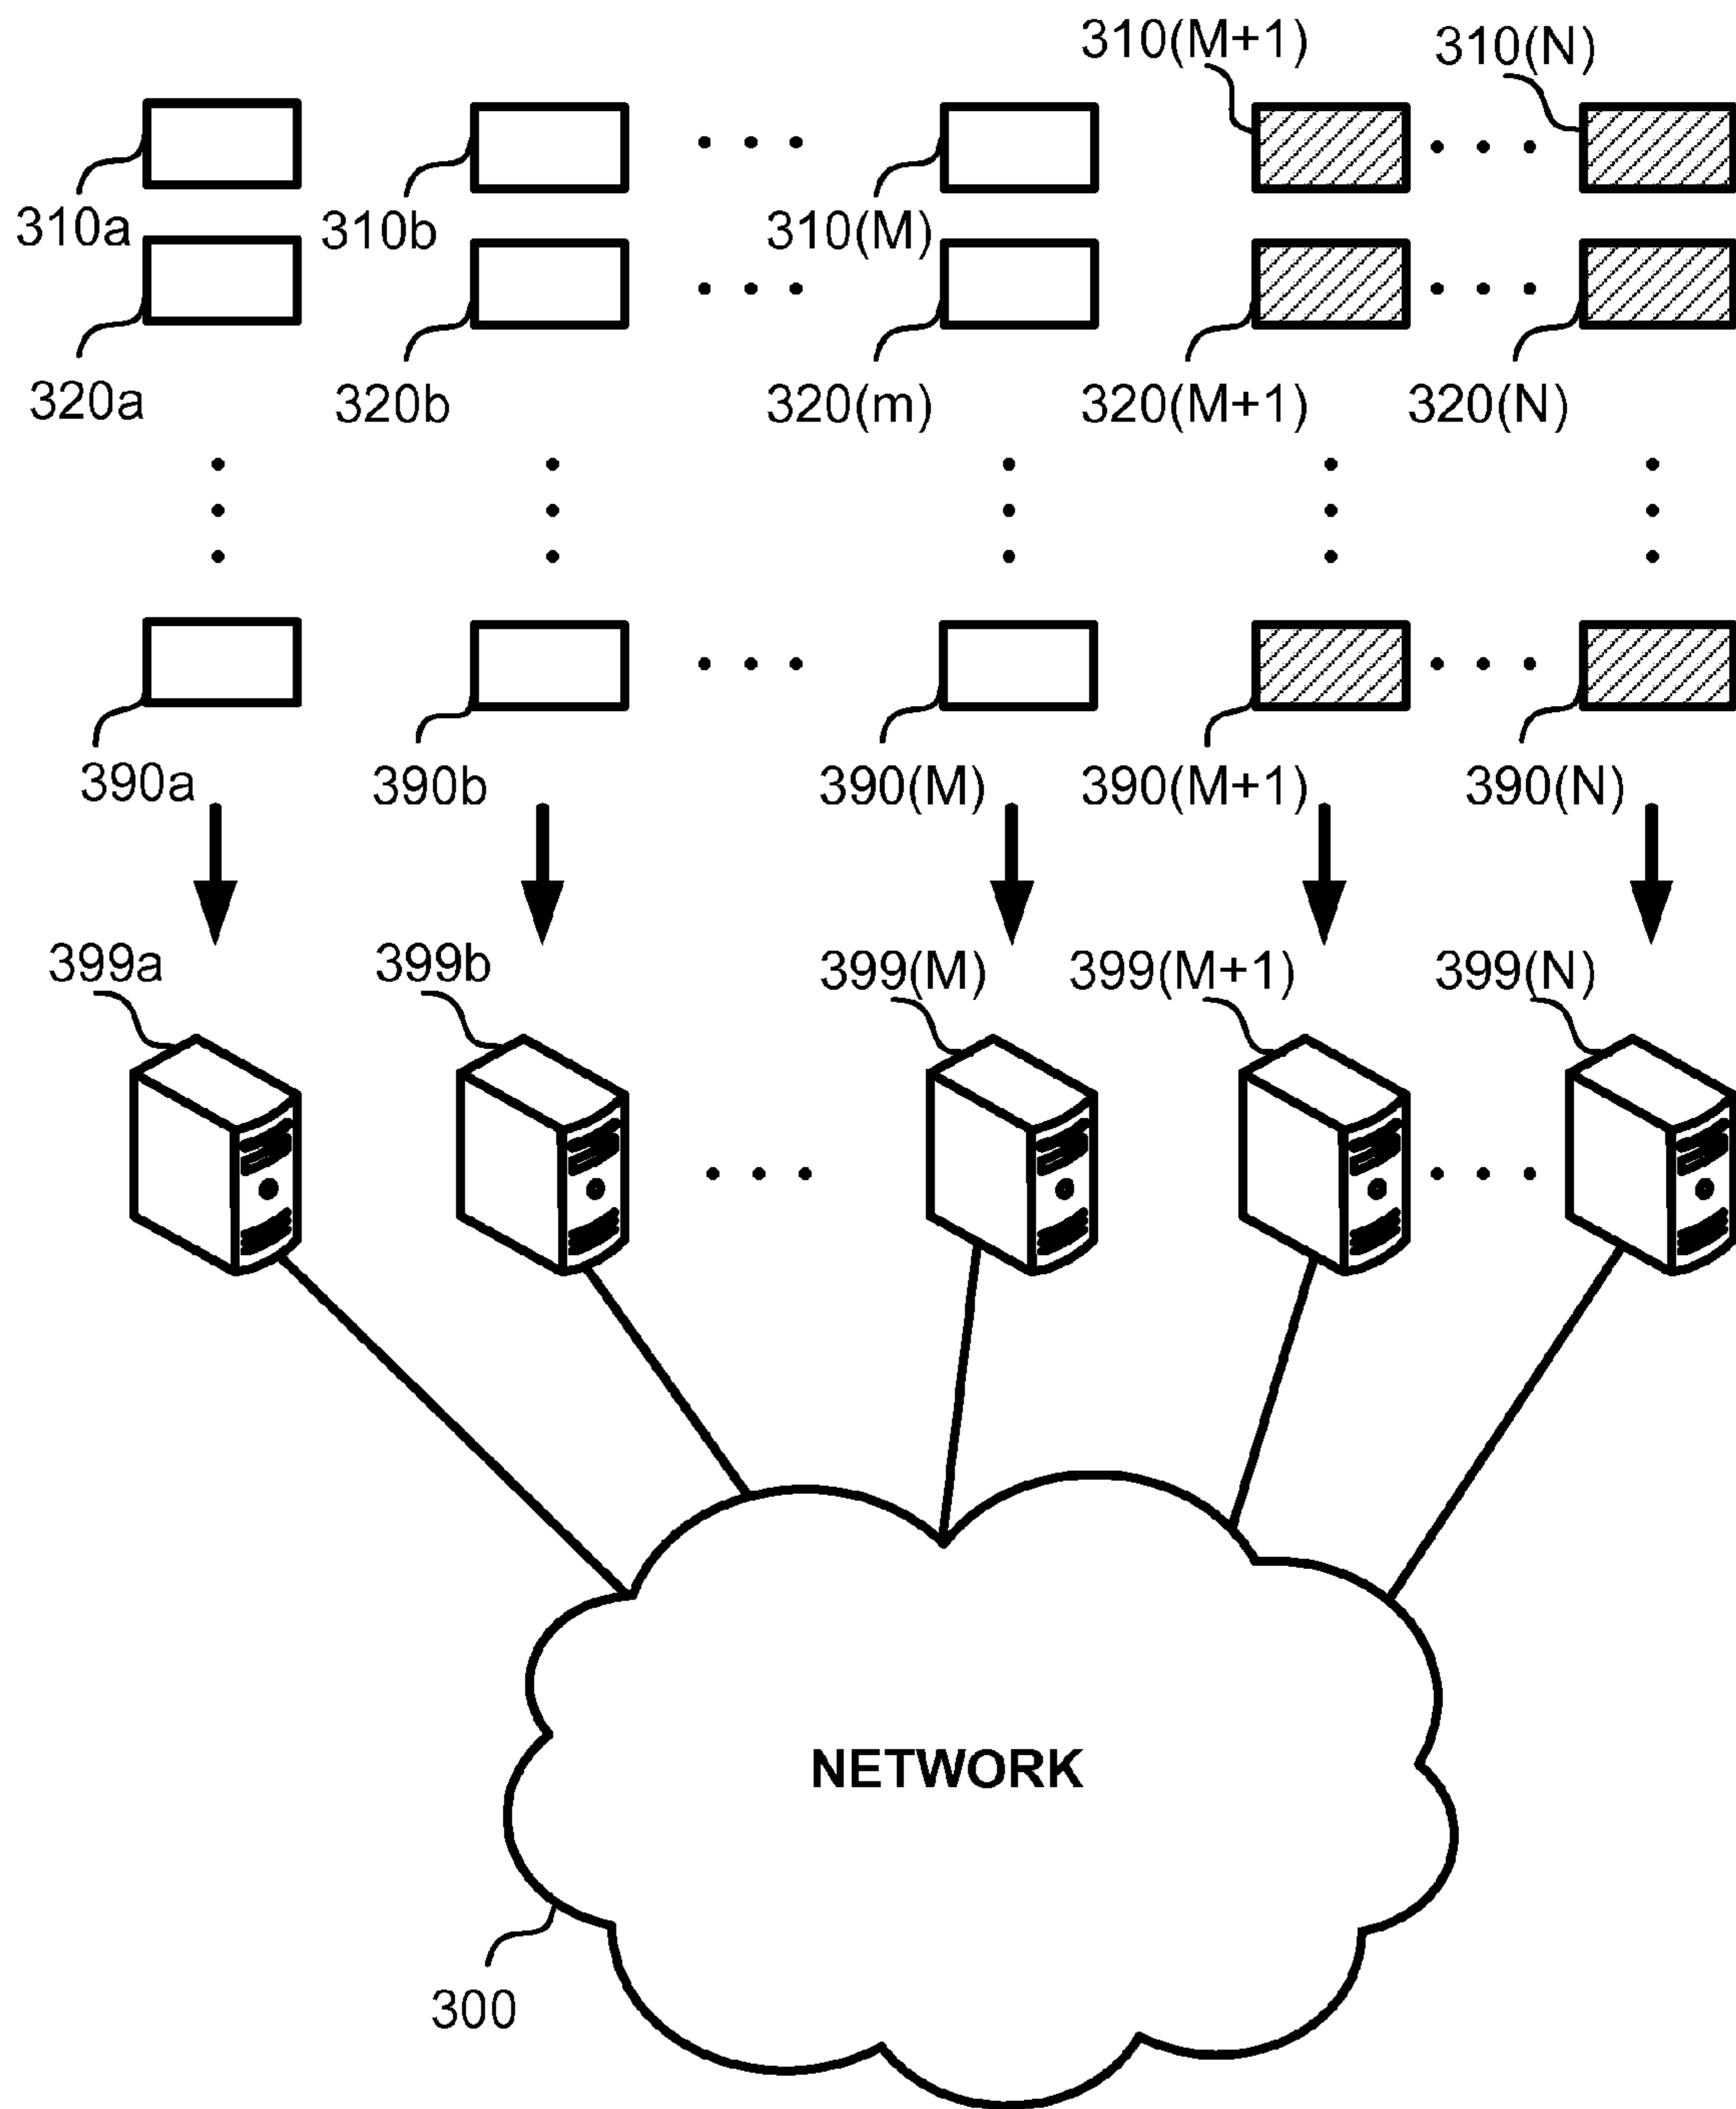 310(M+1) 310(N)
310a 310b 310(M)
320a 320b 320(m) 320(M+1) 320(N)
390a 390b 390(M) 390(M+1) 390(N)
399a 399b 399(M) 399(M+1) 399(N)
NETWORK
300